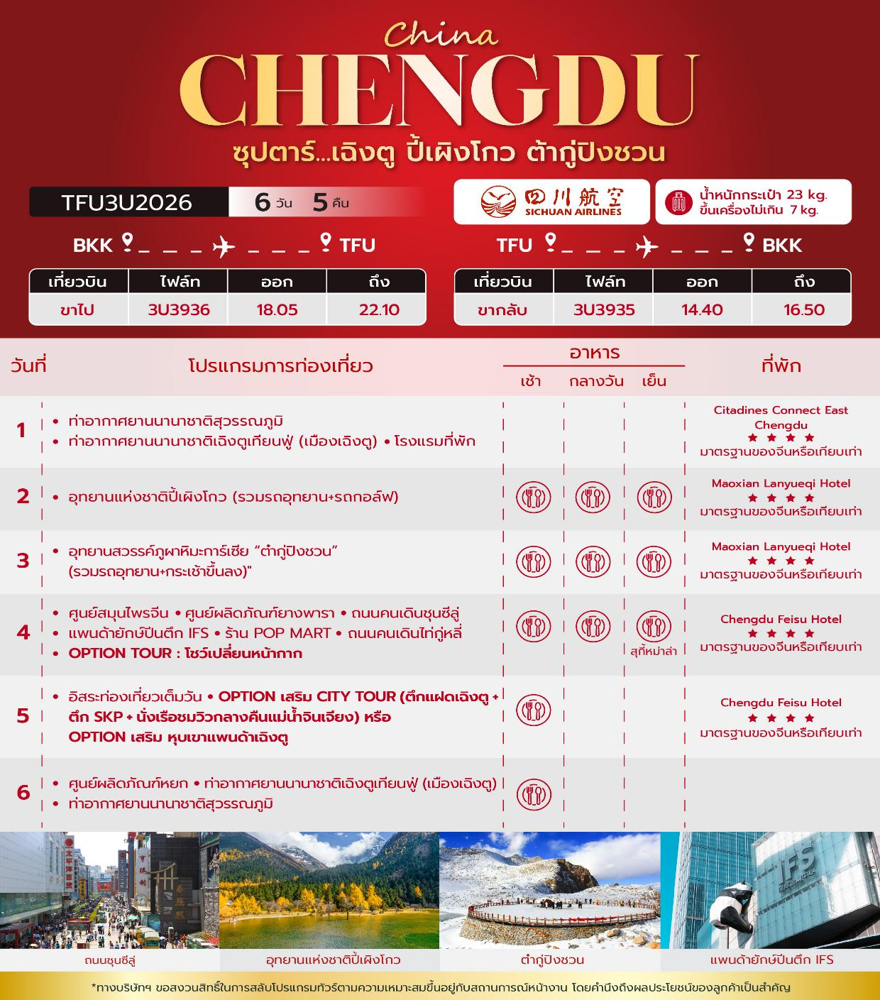 China
CHENGDU
ซุปตาร์...เฉิงตู ปี้เผิงโกว ต้ากู่ปิงชวน
TFU3U2026
6 วัน 5 คืน
四川航空
SICHUAN AIRLINES
น้ำหนักกระเป๋า 23 kg.
ขึ้นเครื่องไม่เกิน 7 kg.
BKK TFU
TFU BKK
เที่ยวบิน ไฟล์ท ออก ถึง
ขาไป 3U3936 18.05 22.10
เที่ยวบิน ไฟล์ท ออก ถึง
ขากลับ 3U3935 14.40 16.50
วันที่ โปรแกรมการท่องเที่ยว อาหาร ที่พัก
เช้า กลางวัน เย็น
1
• ท่าอากาศยานนานาชาติสุวรรณภูมิ
• ท่าอากาศยานนานาชาติเฉิงตูเทียนฟู่ (เมืองเฉิงตู) • โรงแรมที่พัก
Citadines Connect East
Chengdu
★ ★ ★ ★
มาตรฐานของจีนหรือเทียบเท่า
2
• อุทยานแห่งชาติปี้เผิงโกว (รวมรถอุทยาน+รถกอล์ฟ)
Maoxian Lanyueqi Hotel
★ ★ ★ ★
มาตรฐานของจีนหรือเทียบเท่า
3
• อุทยานสวรรค์ภูผาหิมะการ์เซีย “ต๋ากู่ปิงชวน”
(รวมรถอุทยาน+กระเช้าขึ้นลง)"
Maoxian Lanyueqi Hotel
★ ★ ★ ★
มาตรฐานของจีนหรือเทียบเท่า
4
• ศูนย์สมุนไพรจีน • ศูนย์ผลิตภัณฑ์ยางพารา • ถนนคนเดินชุนซีลู่
• แพนด้ายักษ์ปีนตึก IFS • ร้าน POP MART • ถนนคนเดินไท่กู่หลี่
• OPTION TOUR : โชว์เปลี่ยนหน้ากาก
สุกี้หม่าล่า
Chengdu Feisu Hotel
★ ★ ★ ★
มาตรฐานของจีนหรือเทียบเท่า
5
• อิสระท่องเที่ยวเต็มวัน • OPTION เสริม CITY TOUR (ตึกแฝดเฉิงตู +
ตึก SKP + นั่งเรือชมวิวกลางคืนแม่น้ำจินเจียง) หรือ
OPTION เสริม หุบเขาแพนด้าเฉิงตู
Chengdu Feisu Hotel
★ ★ ★ ★
มาตรฐานของจีนหรือเทียบเท่า
6
• ศูนย์ผลิตภัณฑ์หยก • ท่าอากาศยานนานาชาติเฉิงตูเทียนฟู่ (เมืองเฉิงตู)
• ท่าอากาศยานนานาชาติสุวรรณภูมิ
太平洋百货
亨得利
IFS
ถนนชุนซีลู่
อุทยานแห่งชาติปี้เผิงโกว
ต๋ากู่ปิงชวน
แพนด้ายักษ์ปีนตึก IFS
*ทางบริษัทฯ ขอสงวนสิทธิ์ในการสลับโปรแกรมทัวร์ตามความเหมาะสมขึ้นอยู่กับสถานการณ์หน้างาน โดยคำนึงถึงผลประโยชน์ของลูกค้าเป็นสำคัญ